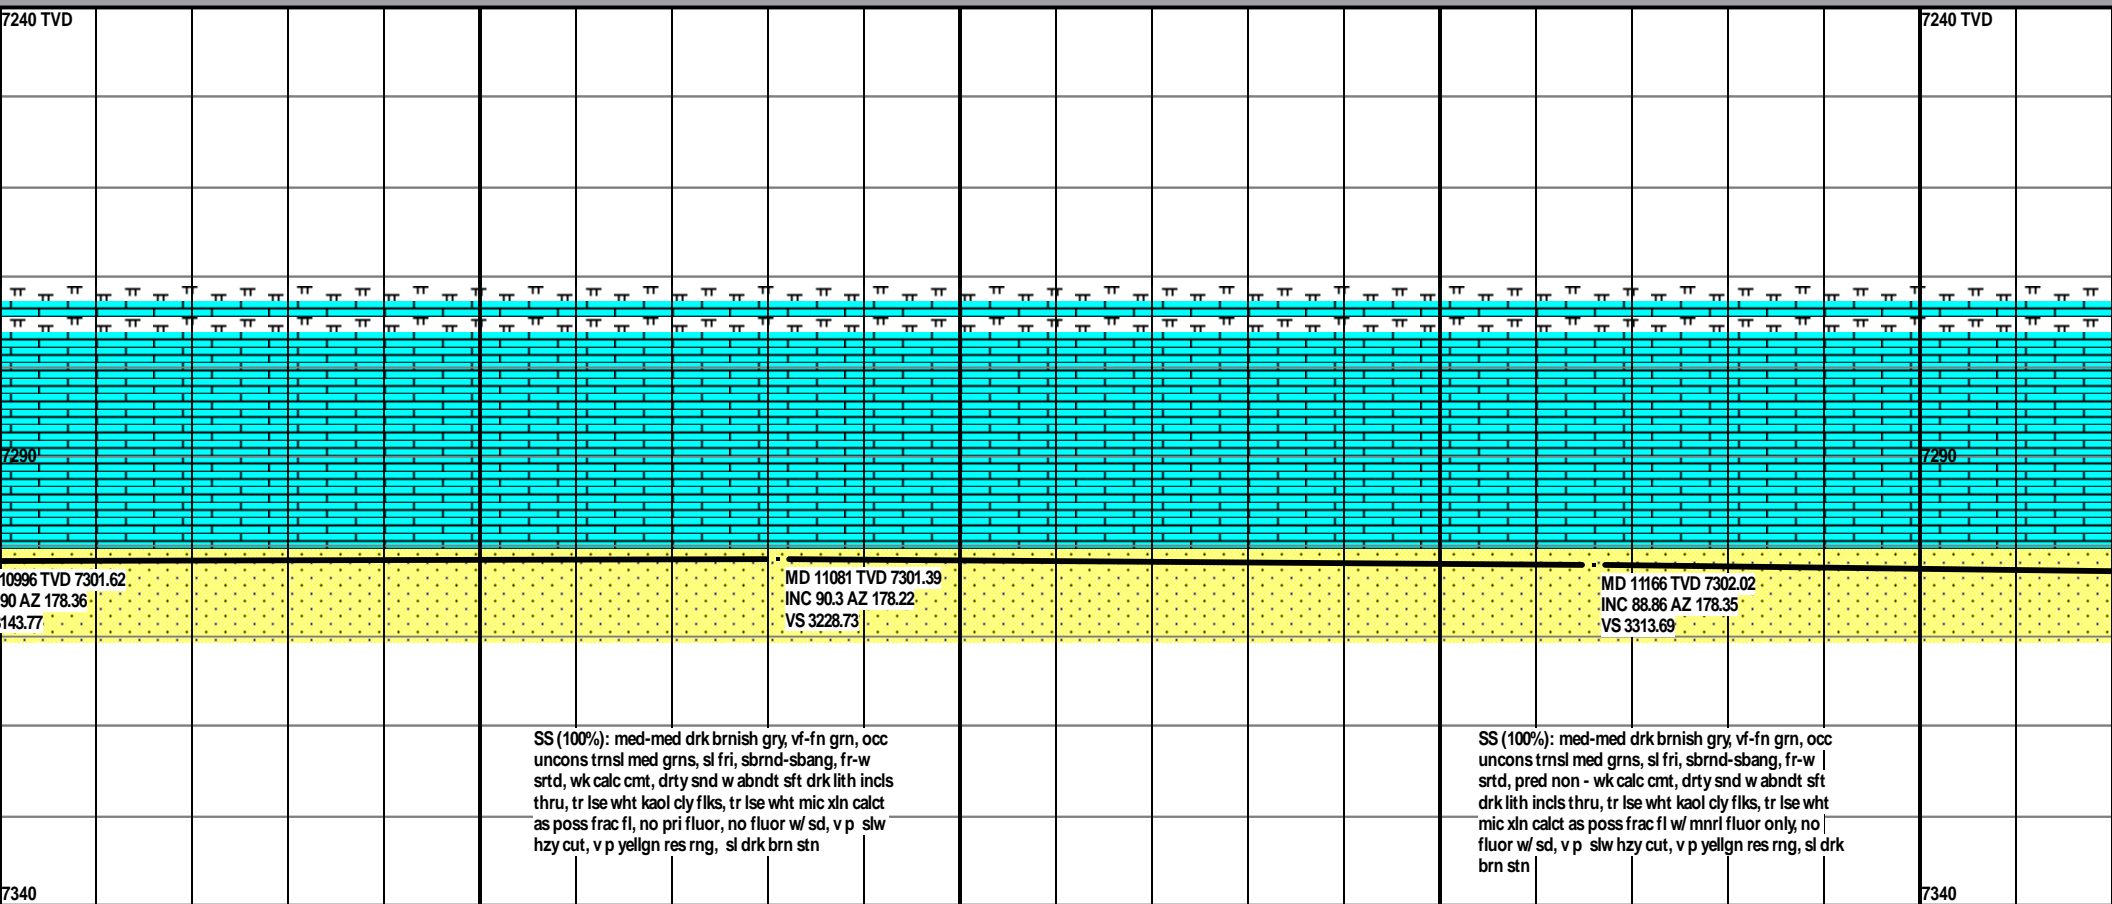 7240 TVD
7240 TVD
7290
7290
10996 TVD 7301.62
90 AZ 178.36
143.77
MD 11081 TVD 7301.39
INC 90.3 AZ 178.22
VS 3228.73
MD 11166 TVD 7302.02
INC 88.86 AZ 178.35
VS 3313.69
SS (100%): med-med drk brnish gry, vf-fn grn, occ
uncons trnsl med grns, sl fri, sbrnd-sbang, fr-w
srtd, wk calc cmt, drty snd w abndt sft drk lith incls
thru, tr lse wht kaol cly flks, tr lse wht mic xln calct
as poss frac fl, no pri fluor, no fluor w/ sd, v p slw
hzy cut, v p yellgn res rng, sl drk brn stn
SS (100%): med-med drk brnish gry, vf-fn grn, occ
uncons trnsl med grns, sl fri, sbrnd-sbang, fr-w
srtd, pred non - wk calc cmt, drty snd w abndt sft
drk lith incls thru, tr lse wht kaol cly flks, tr lse wht
mic xln calct as poss frac fl w/ mnrl fluor only, no
fluor w/ sd, v p slw hzy cut, v p yellgn res rng, sl drk
brn stn
7340
7340